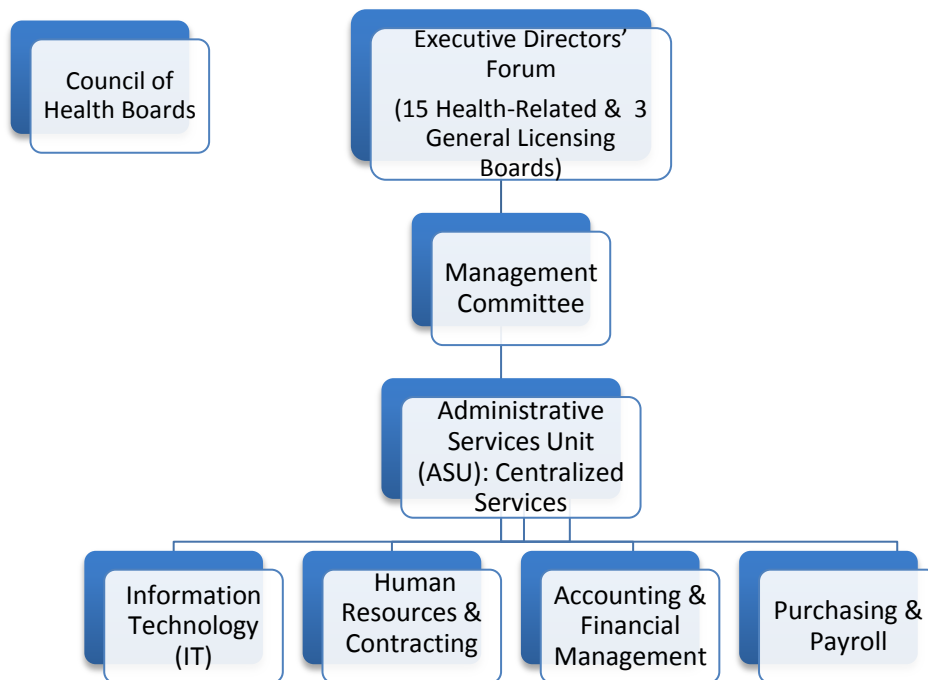 Council of
Health Boards
Executive Directors’
Forum
(15 Health-Related & 3
General Licensing
Boards)
Management
Committee
Administrative
Services Unit
(ASU): Centralized
Services
Information
Technology
(IT)
Human
Resources &
Contracting
Accounting &
Financial
Management
Purchasing &
Payroll